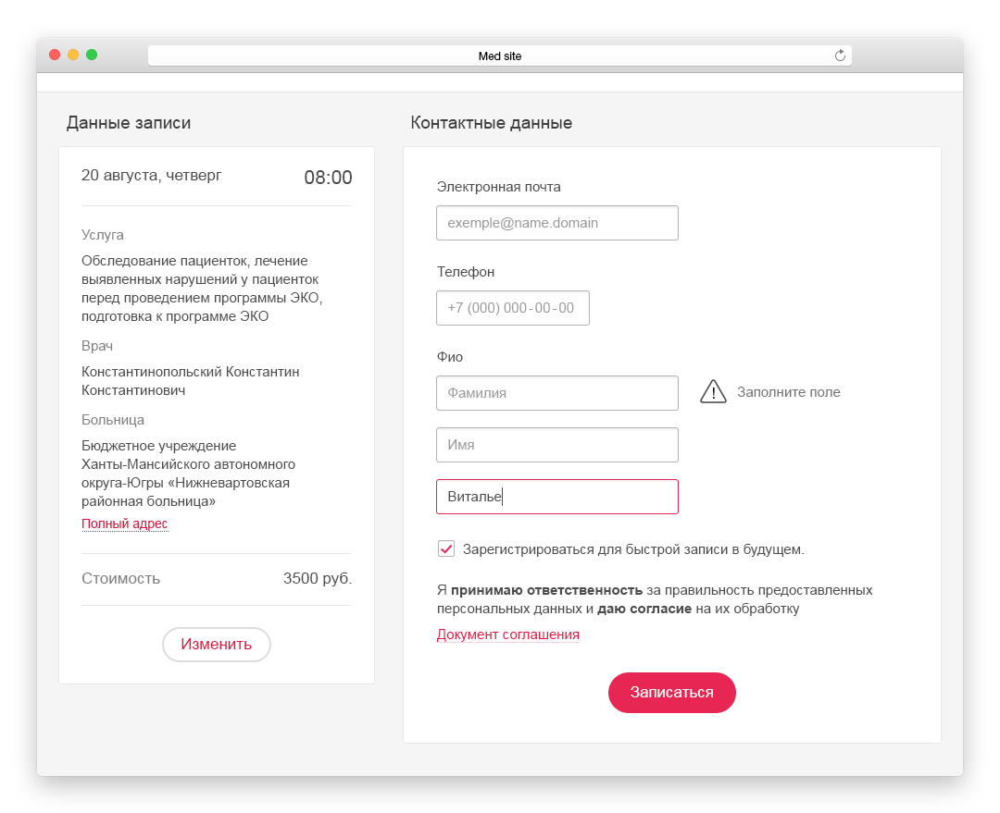 Med site
Данные записи
20 августа, четверг
08:00
Услуга
Обследование пациенток, лечение
выявленных нарушений у пациенток
перед проведением программы ЭКО,
подготовка к программе ЭКО
Врач
Константинопольский Константин
Константинович
Больница
Бюджетное учреждение
Ханты-Мансийского автономного
округа-Югры «Нижневартовская
районная больница»
Полный адрес
Стоимость
3500 руб.
Изменить
Контактные данные
Электронная почта
exemple@name.domain
Телефон
+7 (000) 000-00-00
Фио
Фамилия
Заполните поле
Имя
Виталье
Зарегистрироваться для быстрой записи в будущем.
Я принимаю ответственность за правильность предоставленных
персональных данных и даю согласие на их обработку
Документ соглашения
Записаться